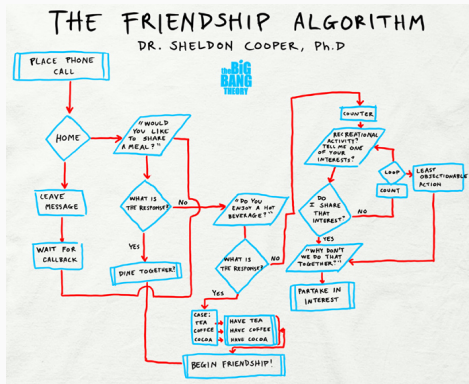 THE FRIENDSHIP ALGORITHM
DR. SHELDON COOPER, Ph.D
the BiG
BANG
THEORY
PLACE PHONE
CALL
HOME
LEAVE
MESSAGE
WAIT FOR
CALLBACK
"WOULD
YOU LIKE
TO SHARE
A MEAL?"
WHAT IS
THE RESPONSE?
NO
YES
DINE TOGETHER!
"DO YOU
ENJOY A HOT
BEVERAGE?"
WHAT IS
THE RESPONSE?
NO
YES
CASE:
TEA
COFFEE
COCOA
HAVE TEA
HAVE COFFEE
HAVE COCOA
BEGIN FRIENDSHIP!
COUNTER
RECREATIONAL
ACTIVITY?
TELL ME ONE
OF YOUR
INTERESTS?
DO
I SHARE
THAT
INTEREST?
NO
COUNT
LOOP
LEAST
OBJECTIONABLE
ACTION
YES
"WHY DON'T
WE DO THAT
TOGETHER?"
PARTAKE IN
INTEREST